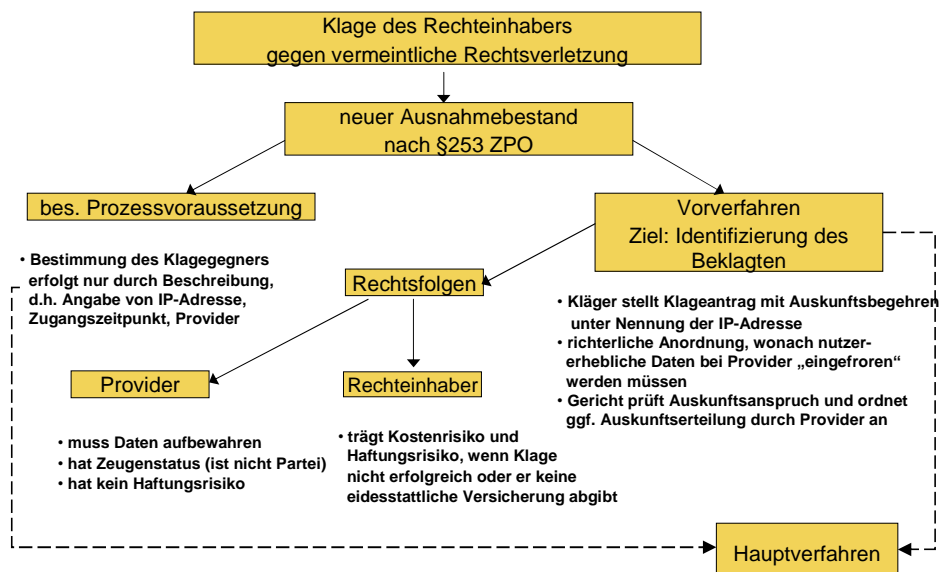 Klage des Rechteinhabers
gegen vermeintliche Rechtsverletzung
neuer Ausnahmebestand
nach §253 ZPO
bes. Prozessvoraussetzung
• Bestimmung des Klagegegners
erfolgt nur durch Beschreibung,
d.h. Angabe von IP-Adresse,
Zugangszeitpunkt, Provider
Vorverfahren
Ziel: Identifizierung des
Beklagten
• Kläger stellt Klageantrag mit Auskunftsbegehren
unter Nennung der IP-Adresse
• richterliche Anordnung, wonach nutzer-
erhebliche Daten bei Provider „eingefroren“
werden müssen
• Gericht prüft Auskunftsanspruch und ordnet
ggf. Auskunftserteilung durch Provider an
Rechtsfolgen
Provider
• muss Daten aufbewahren
• hat Zeugenstatus (ist nicht Partei)
• hat kein Haftungsrisiko
Rechteinhaber
• trägt Kostenrisiko und
Haftungsrisiko, wenn Klage
nicht erfolgreich oder er keine
eidesstattliche Versicherung abgibt
Hauptverfahren